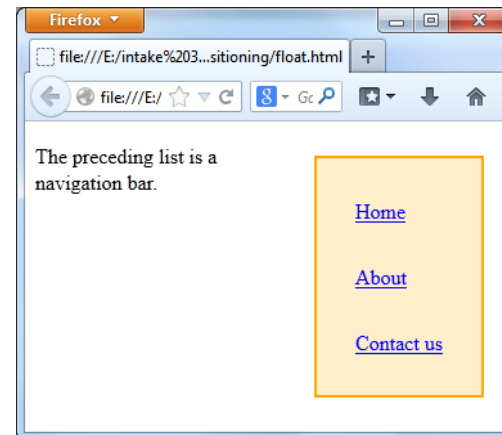 Firefox
file:///E:/intake%203...sitioning/float.html
file:///E:/
8
Gc
The preceding list is a
navigation bar.
Home
About
Contact us